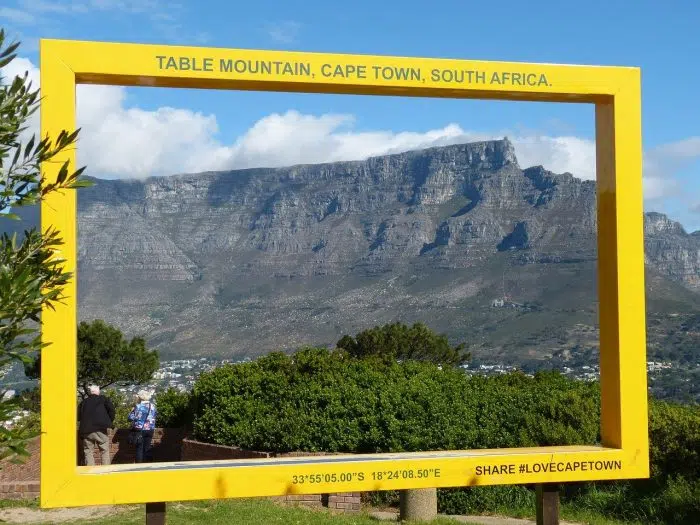 TABLE MOUNTAIN, CAPE TOWN, SOUTH AFRICA.
33°55'05.00"S 18°24'08.50"E
SHARE #LOVECAPETOWN